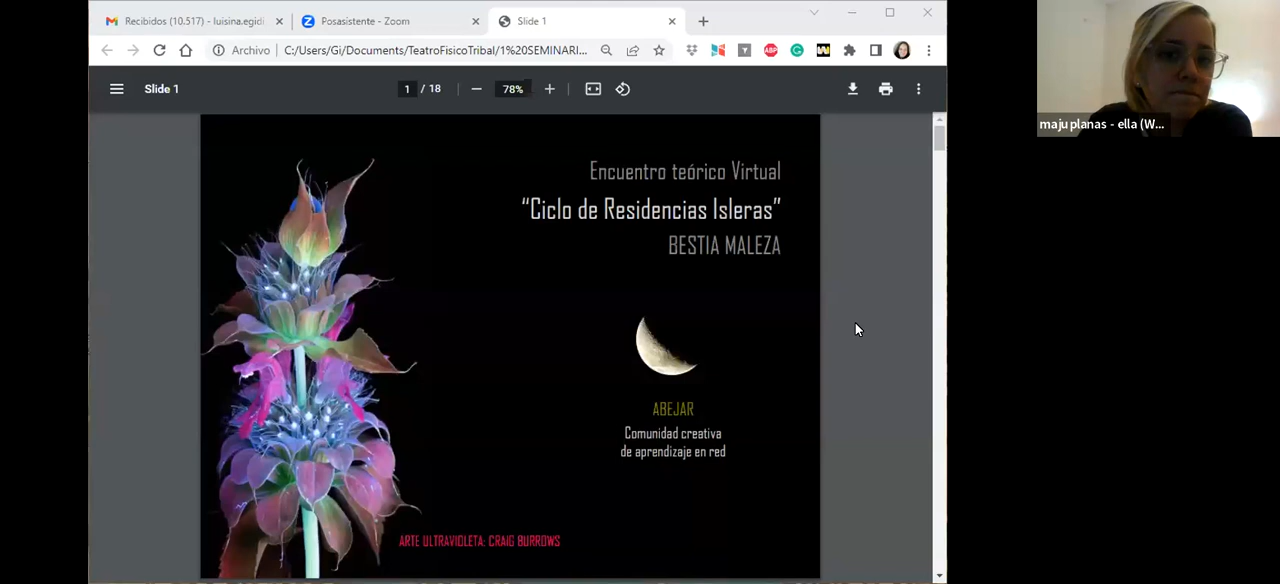 Recibidos (10.517) - luisina.egidi
Posasistente - Zoom
Slide 1
Archivo
C:/Users/Gi/Documents/TeatroFisicoTribal/1%20SEMINARI...
Slide 1
1 / 18
78%
Encuentro teórico Virtual
“Ciclo de Residencias Isleras”
BESTIA MALEZA
ABEJAR
Comunidad creativa
de aprendizaje en red
ARTE ULTRAVIOLETA: CRAIG BURROWS
maju planas - ella (W...